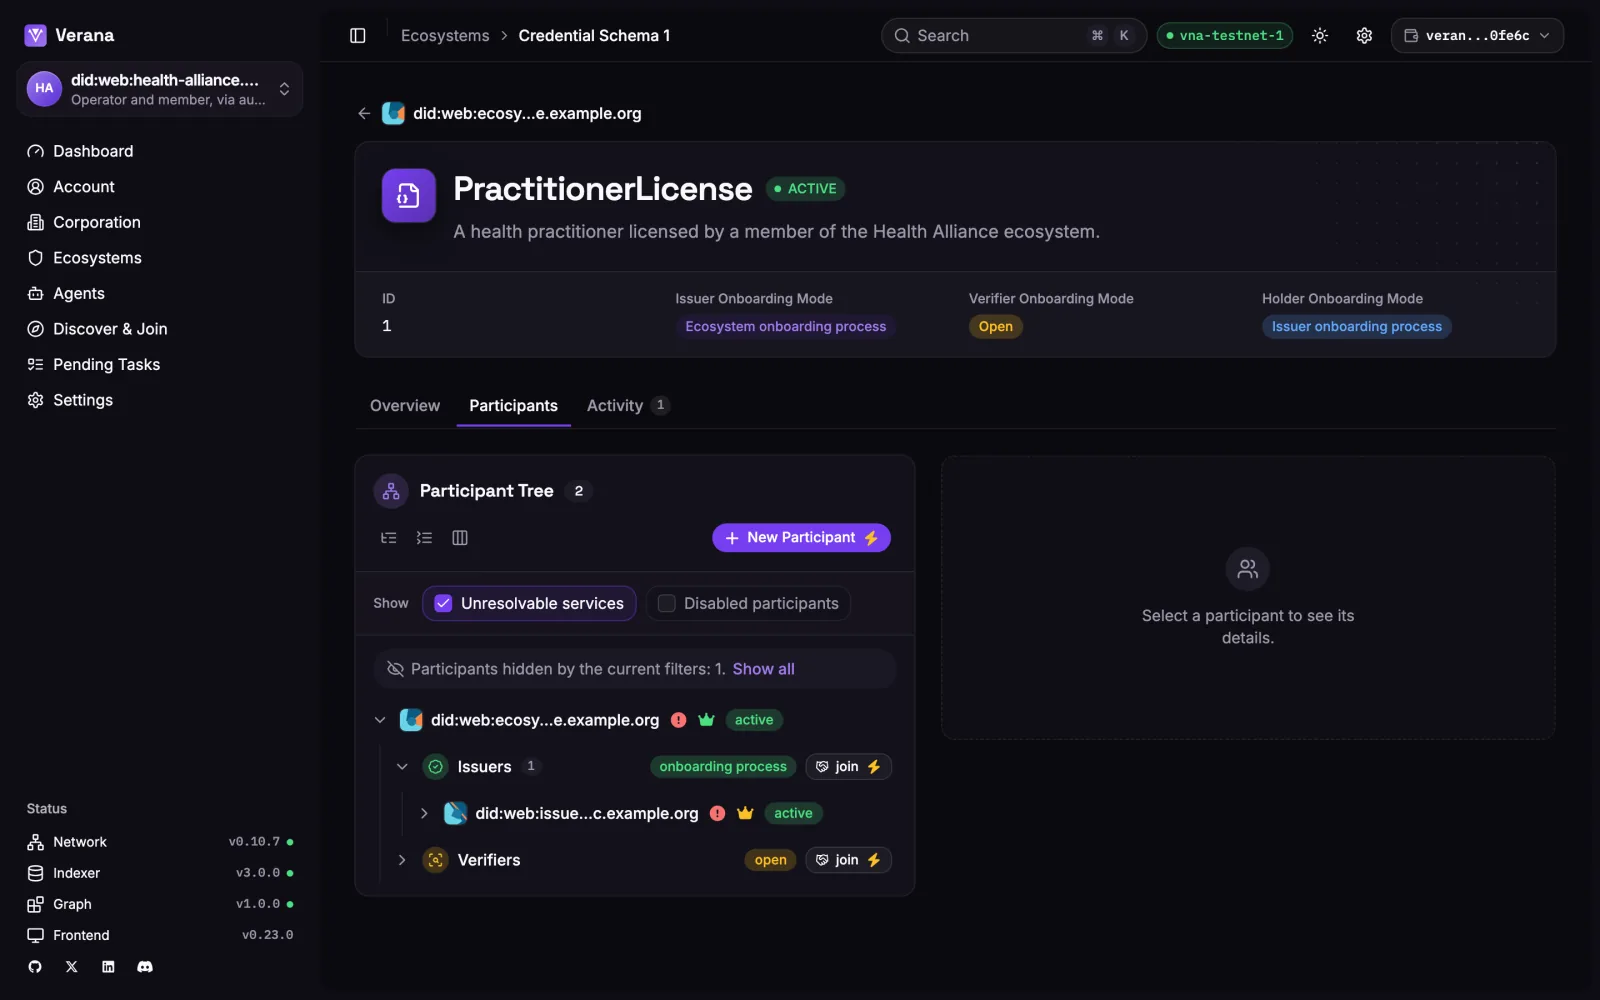 Verana
HA
did:web:health-alliance....
Operator and member, via au...
Dashboard
Account
Corporation
Ecosystems
Agents
Discover & Join
Pending Tasks
Settings
Status
Network v0.10.7
Indexer v3.0.0
Graph v1.0.0
Frontend v0.23.0
Ecosystems > Credential Schema 1
Search ⌘ K
vna-testnet-1
veran...0fe6c
did:web:ecosy...e.example.org
PractitionerLicense
ACTIVE
A health practitioner licensed by a member of the Health Alliance ecosystem.
ID
1
Issuer Onboarding Mode
Ecosystem onboarding process
Verifier Onboarding Mode
Open
Holder Onboarding Mode
Issuer onboarding process
Overview
Participants
Activity 1
Participant Tree 2
+ New Participant
Show
Unresolvable services
Disabled participants
Participants hidden by the current filters: 1. Show all
did:web:ecosy...e.example.org active
Issuers 1 onboarding process join
did:web:issue...c.example.org active
Verifiers open join
Select a participant to see its
details.